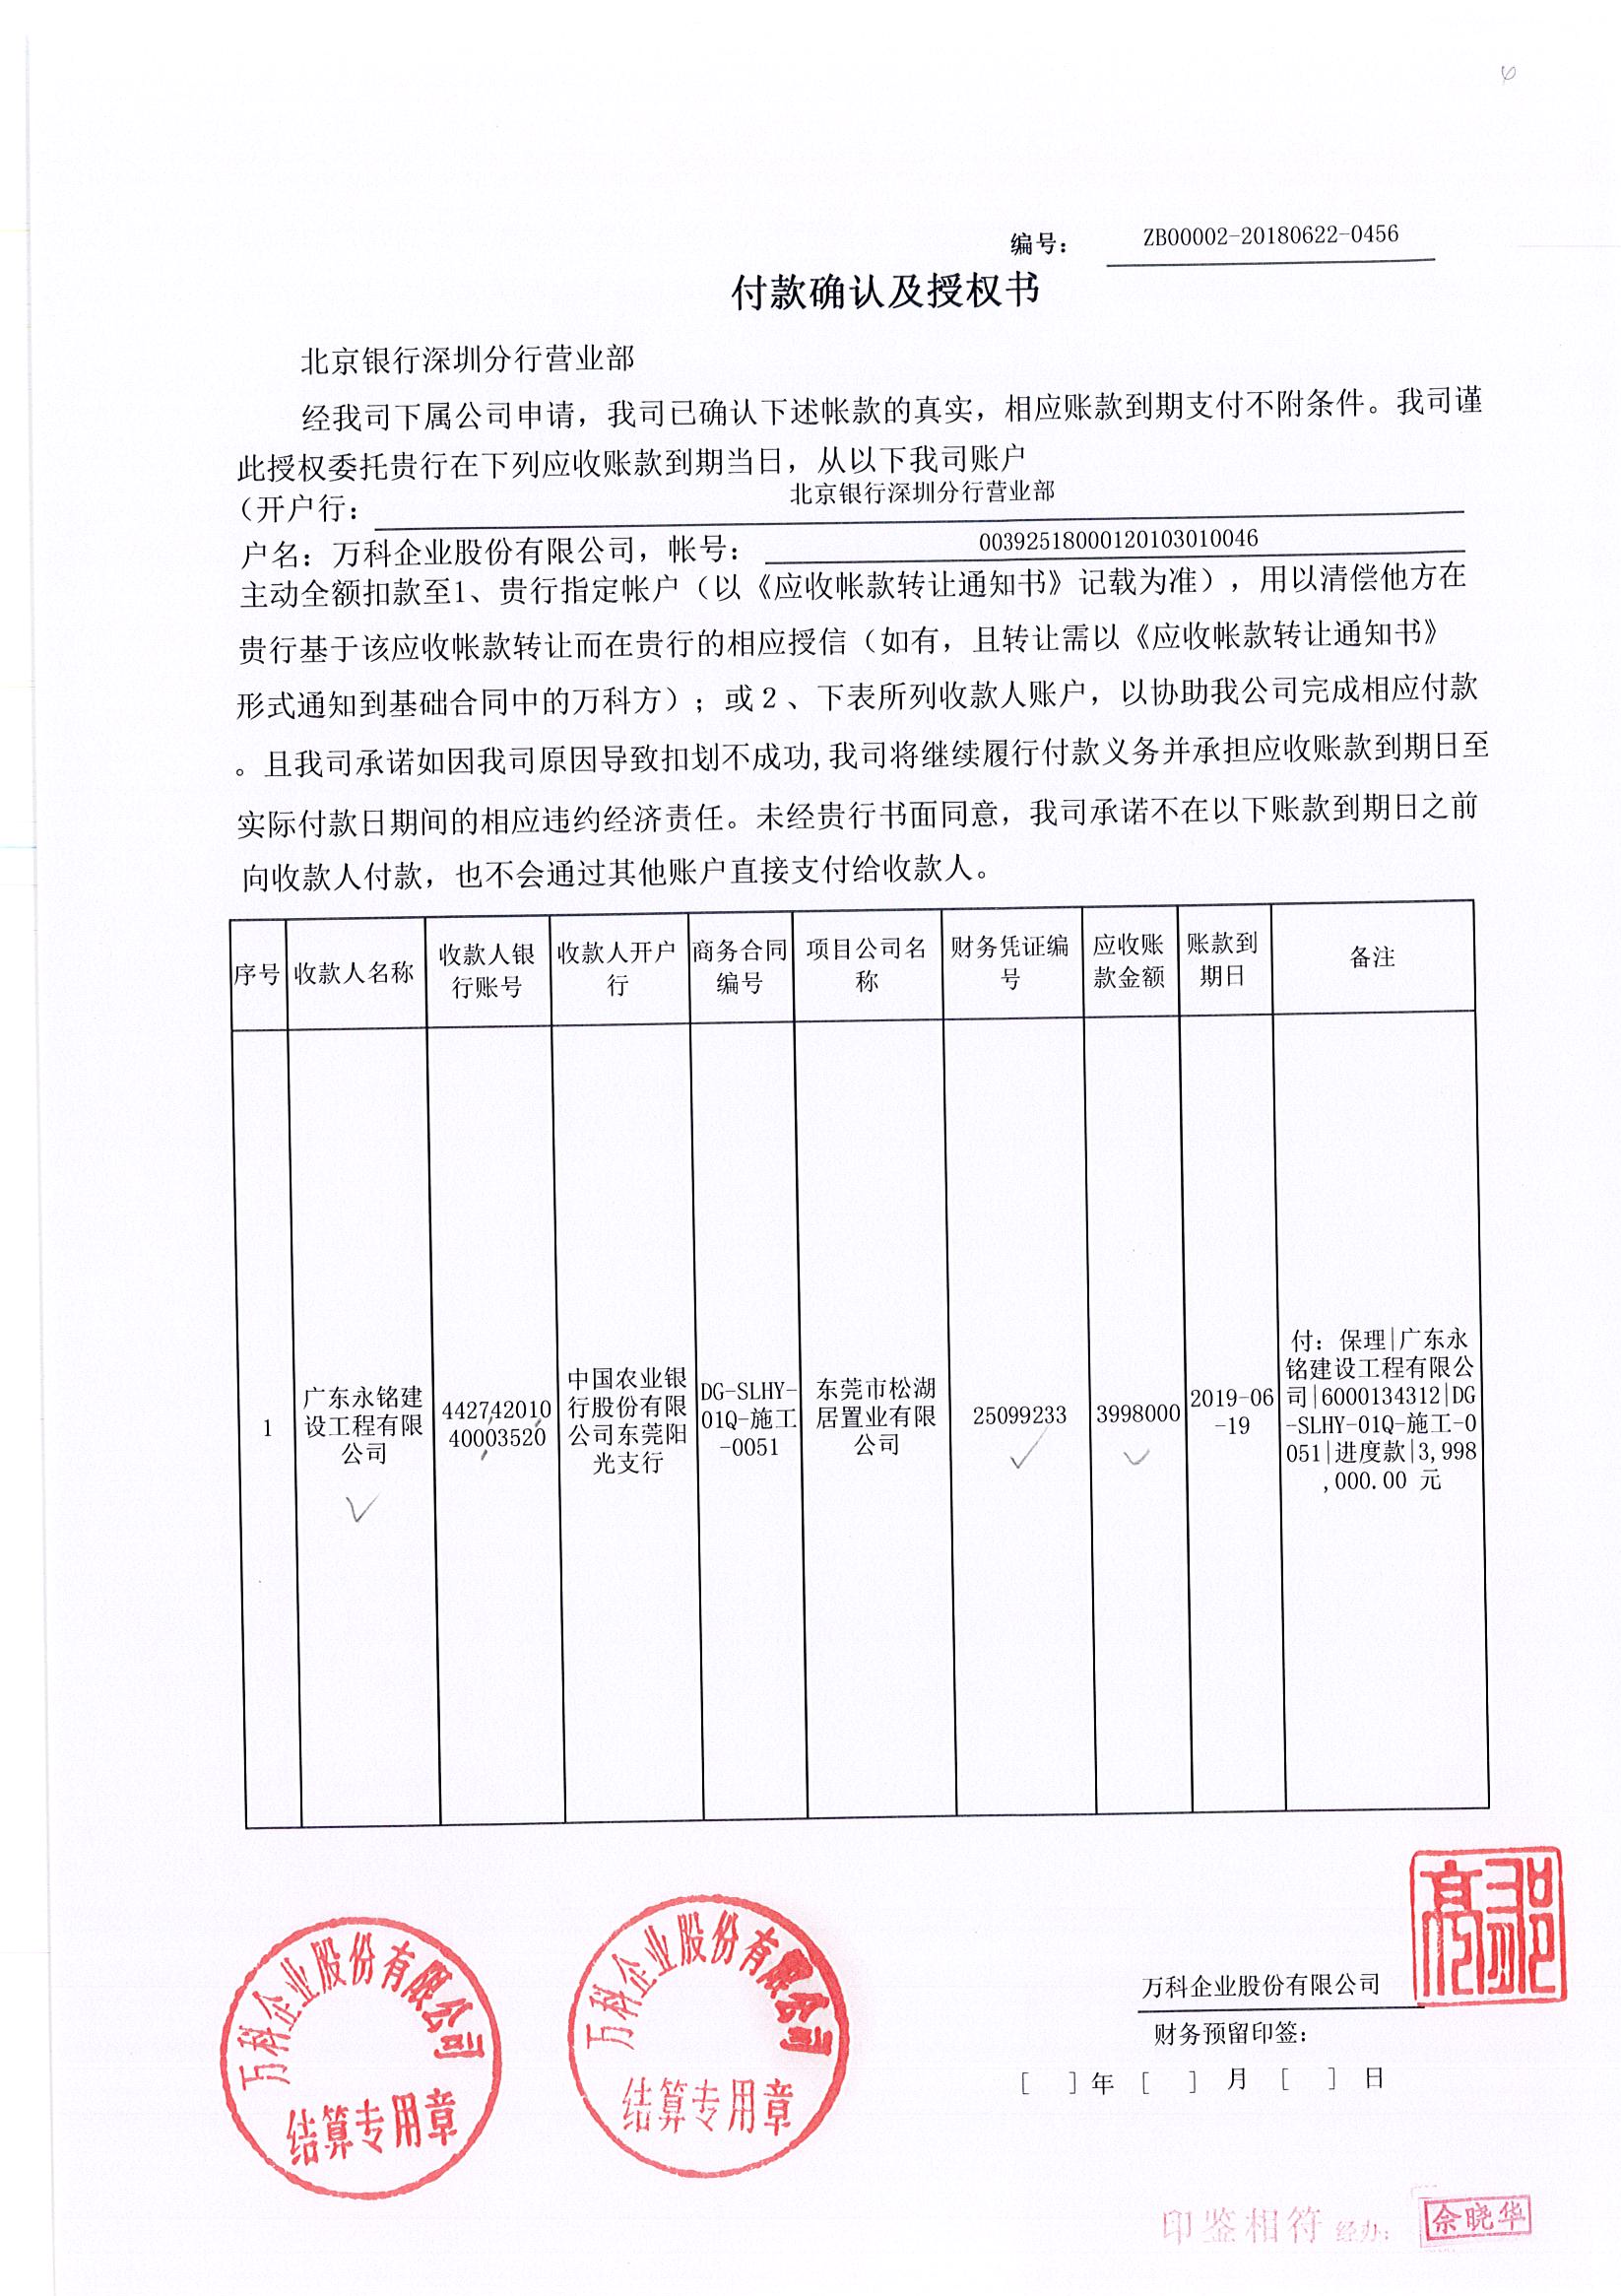 编号：
ZB00002-20180622-0456
付款确认及授权书
北京银行深圳分行营业部
经我司下属公司申请，我司已确认下述帐款的真实，相应账款到期支付不附条件。我司谨
此授权委托贵行在下列应收账款到期当日，从以下我司账户
（开户行：
北京银行深圳分行营业部
户名：万科企业股份有限公司，帐号：
00392518000120103010046
主动全额扣款至1、贵行指定帐户（以《应收帐款转让通知书》记载为准），用以清偿他方在
贵行基于该应收帐款转让而在贵行的相应授信（如有，且转让需以《应收帐款转让通知书》
形式通知到基础合同中的万科方）；或２、下表所列收款人账户，以协助我公司完成相应付款
。且我司承诺如因我司原因导致扣划不成功,我司将继续履行付款义务并承担应收账款到期日至
实际付款日期间的相应违约经济责任。未经贵行书面同意，我司承诺不在以下账款到期日之前
向收款人付款，也不会通过其他账户直接支付给收款人。
序号
收款人名称
收款人银
行账号
收款人开户
行
商务合同
编号
项目公司名
称
财务凭证编
号
应收账
款金额
账款到
期日
备注
1
广东永铭建
设工程有限
公司
442742010
40003520
中国农业银
行股份有限
公司东莞阳
光支行
DG-SLHY-
01Q-施工
-0051
东莞市松湖
居置业有限
公司
25099233
3998000
2019-06
-19
付：保理|广东永
铭建设工程有限公
司|6000134312|DG
-SLHY-01Q-施工-0
051|进度款|3,998
,000.00 元
万科企业股份有限公司
结算专用章
万科企业股份有限公司
结算专用章
万科企业股份有限公司
财务预留印签：
[ ]年 [ ] 月 [ ] 日
印鉴相符 经办：
佘晓华